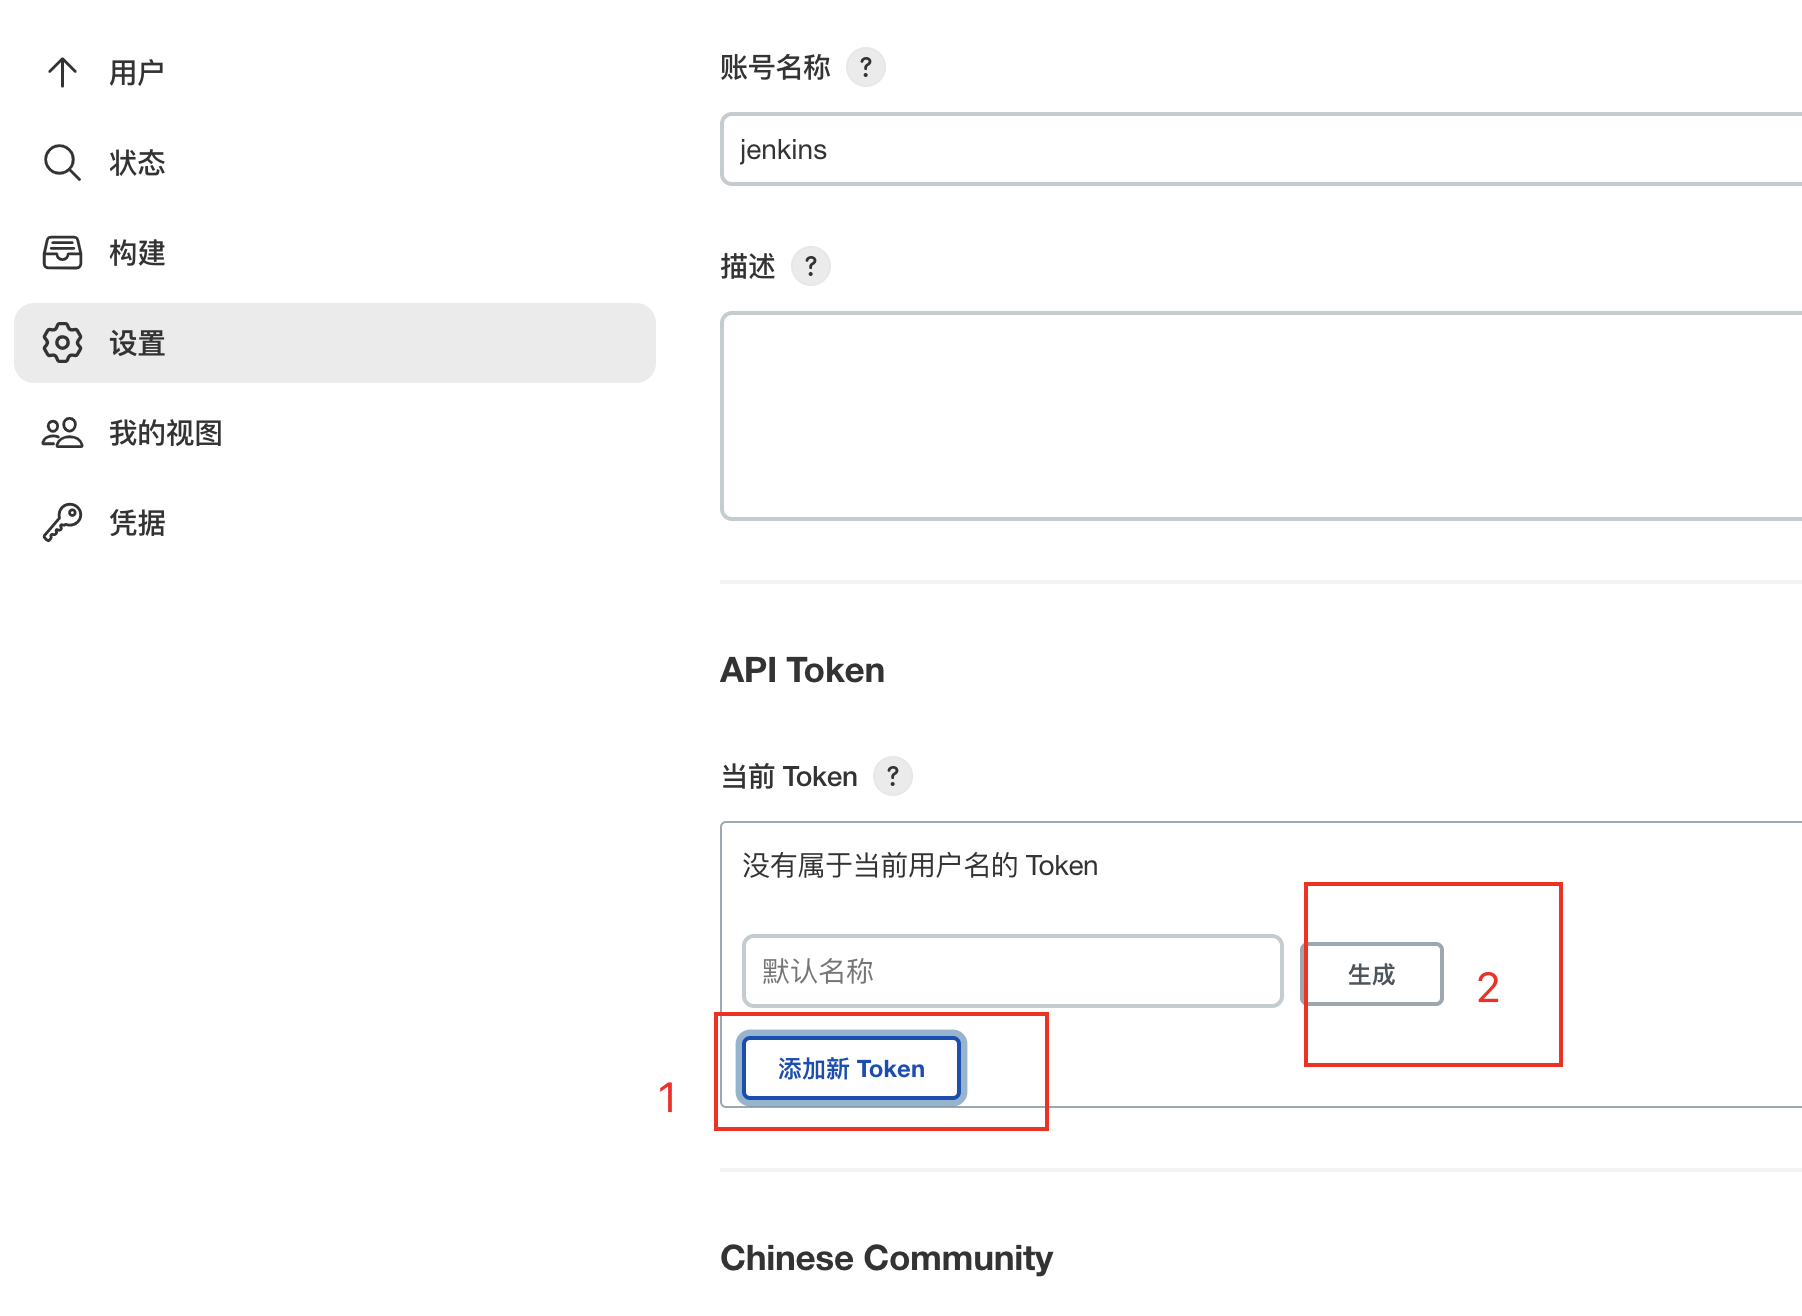 用户
状态
构建
设置
我的视图
凭据
账号名称 ?
jenkins
描述 ?
API Token
当前 Token ?
没有属于当前用户名的 Token
默认名称
生成
2
添加新 Token
1
Chinese Community